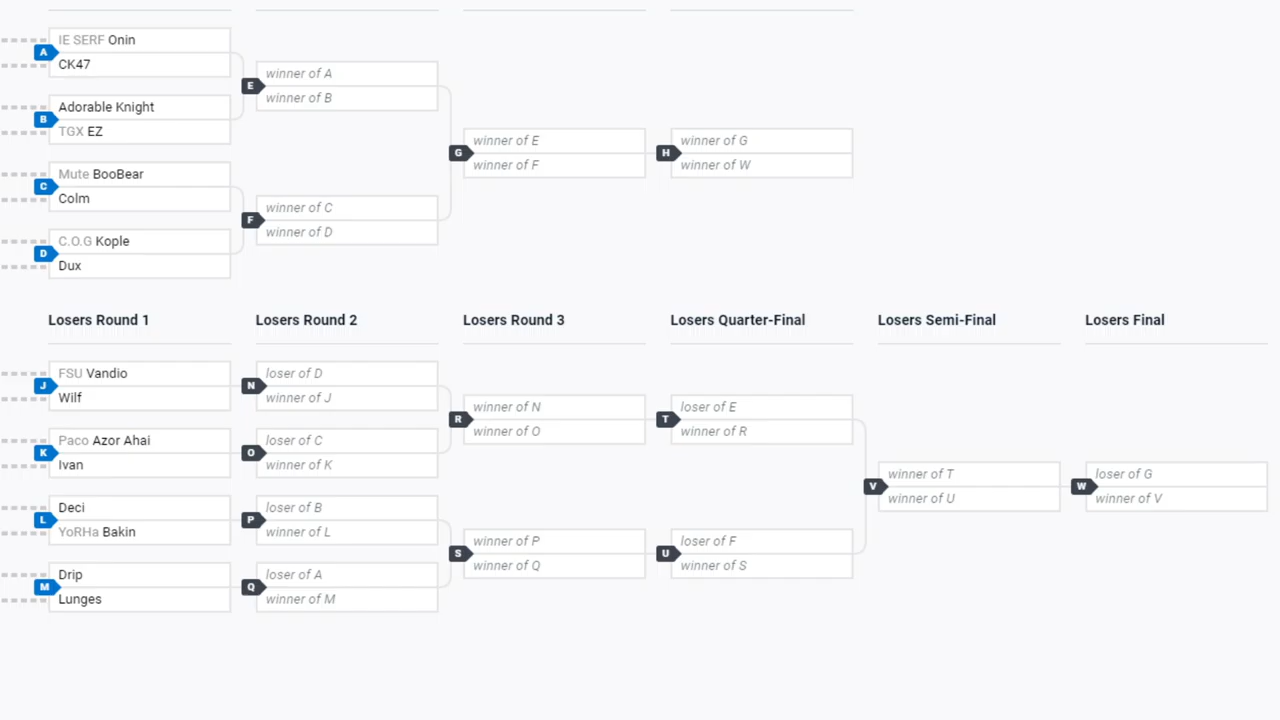 IE SERF Onin
A
CK47
Adorable Knight
B
TGX EZ
Mute BooBear
C
Colm
C.O.G Kople
D
Dux
winner of A
E
winner of B
winner of C
F
winner of D
winner of E
G
winner of F
winner of G
H
winner of W
Losers Round 1
Losers Round 2
Losers Round 3
Losers Quarter-Final
Losers Semi-Final
Losers Final
FSU Vandio
J
Wilf
Paco Azor Ahai
K
Ivan
Deci
L
YoRHa Bakin
Drip
M
Lunges
loser of D
N
winner of J
loser of C
O
winner of K
loser of B
P
winner of L
loser of A
Q
winner of M
winner of N
R
winner of O
winner of P
S
winner of Q
loser of E
T
winner of R
loser of F
U
winner of S
winner of T
V
winner of U
loser of G
W
winner of V